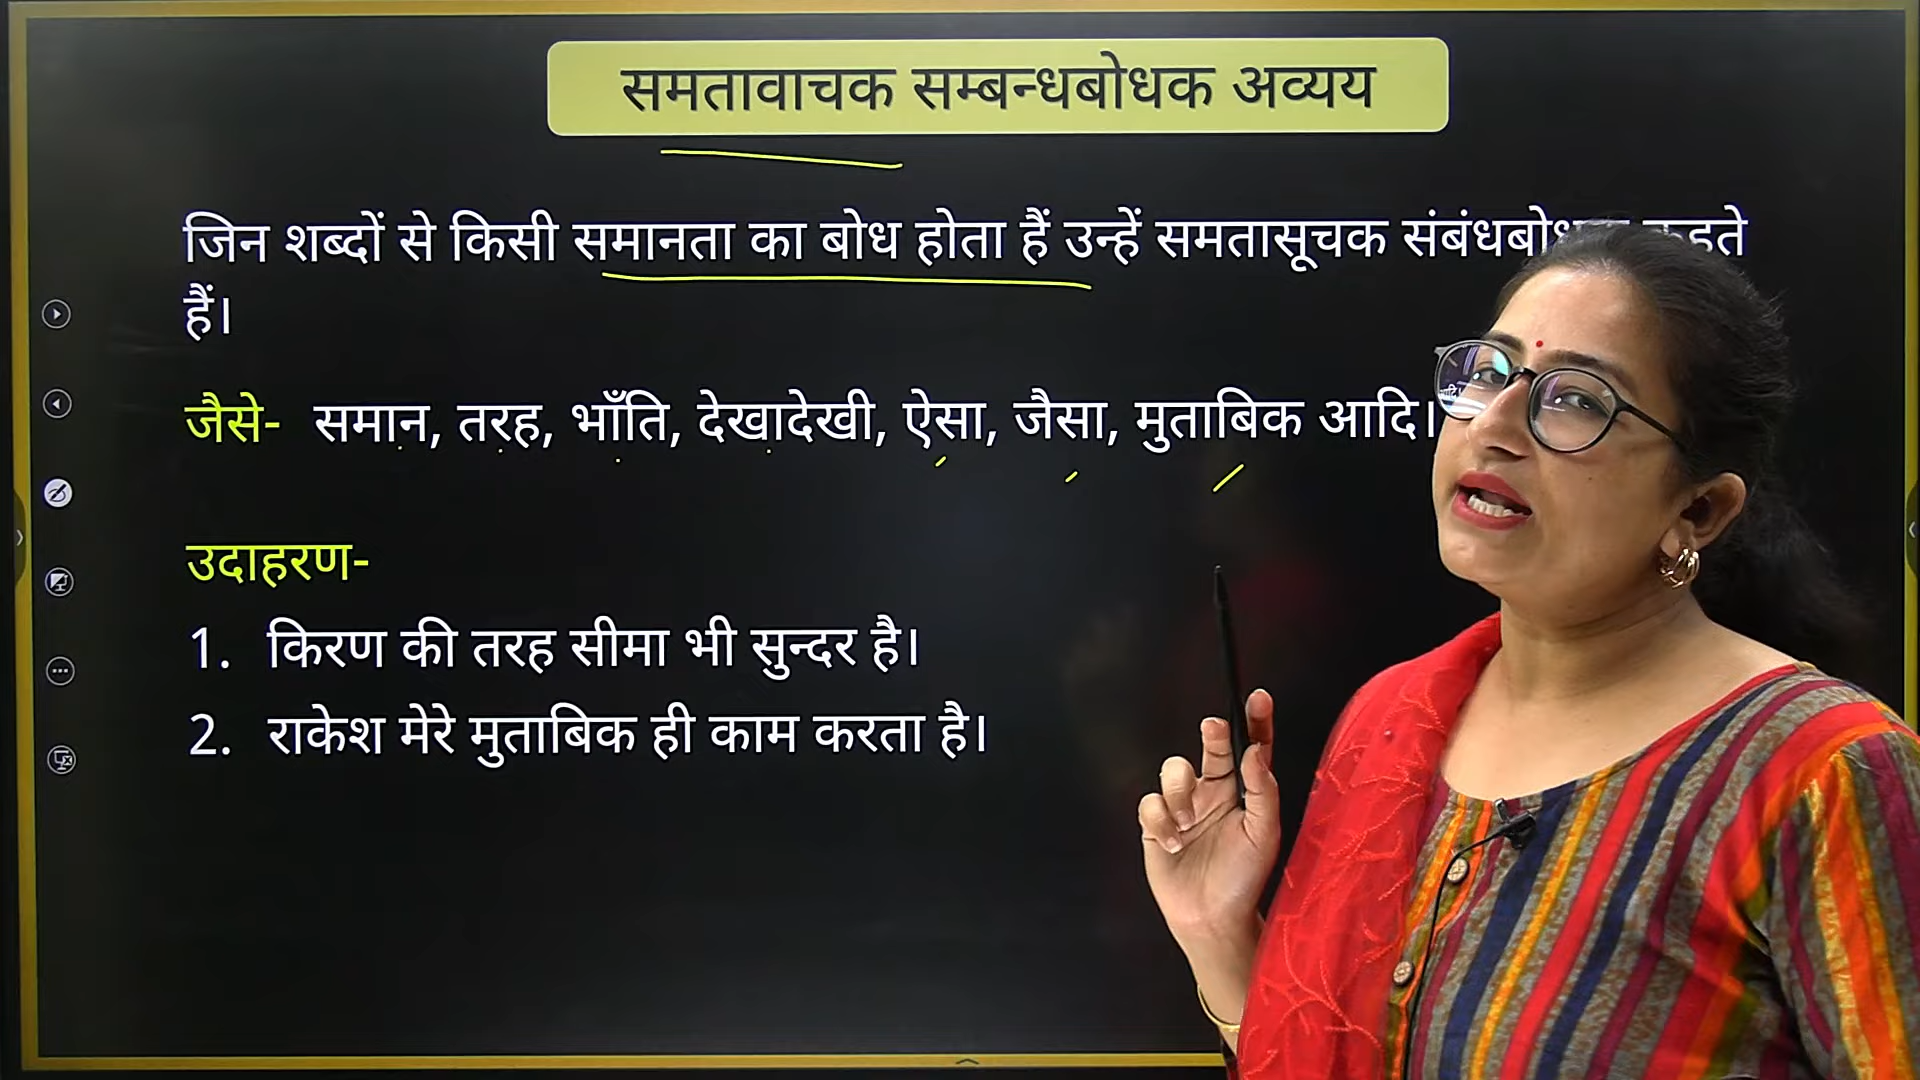 समतावाचक सम्बन्धबोधक अव्यय
जिन शब्दों से किसी समानता का बोध होता हैं उन्हें समतासूचक
हैं।
जैसे- समान, तरह, भाँति, देखादेखी, ऐसा, जैसा, मुताबिक आदि।
उदाहरण-
1. किरण की तरह सीमा भी सुन्दर है।
2. राकेश मेरे मुताबिक ही काम करता है।